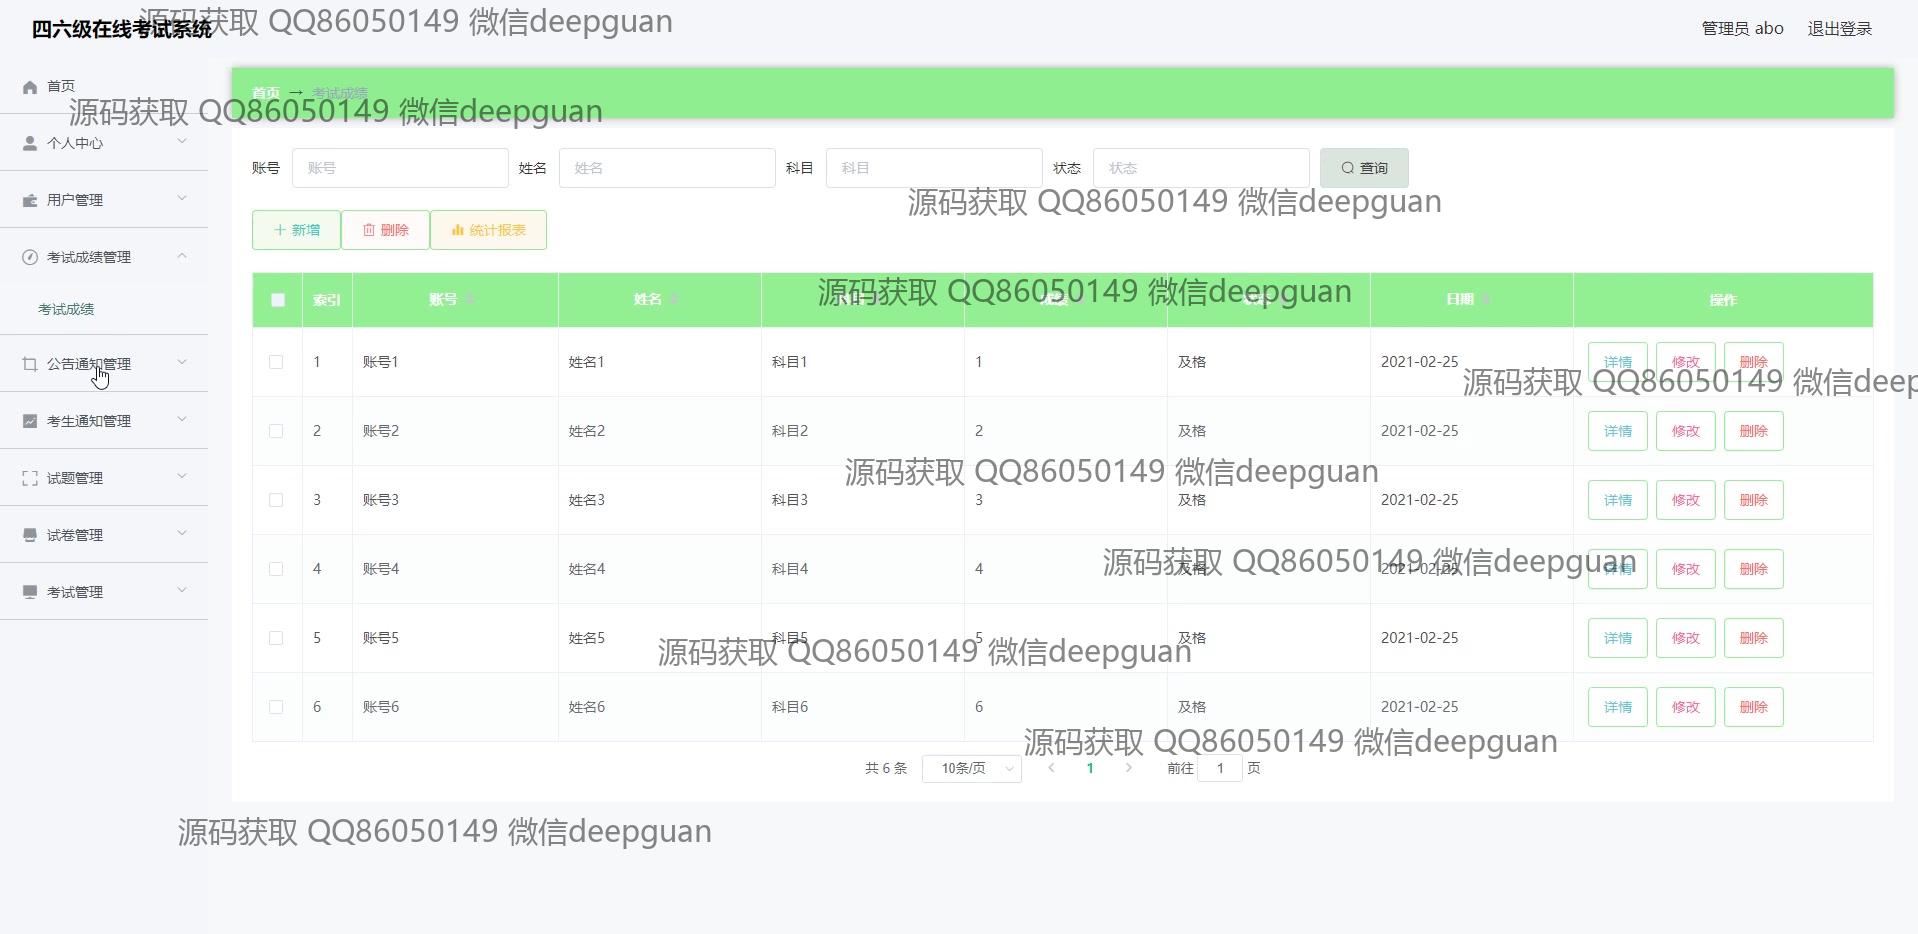 四六级在线考试系统
源码获取 QQ86050149 微信deepguan
管理员 abo 退出登录
首页
个人中心
用户管理
考试成绩管理
考试成绩
公告通知管理
考生通知管理
试题管理
试卷管理
考试管理
首页 → 考试成绩
源码获取 QQ86050149 微信deepguan
账号 账号 姓名 姓名 科目 科目 状态 状态 查询
源码获取 QQ86050149 微信deepguan
新增 删除 统计报表
索引 账号 姓名 日期 操作
源码获取 QQ86050149 微信deepguan
1 账号1 姓名1 科目1 1 及格 2021-02-25 详情 修改 删除
源码获取 QQ86050149 微信deep
2 账号2 姓名2 科目2 2 及格 2021-02-25 详情 修改 删除
源码获取 QQ86050149 微信deepguan
3 账号3 姓名3 科目3 3 及格 2021-02-25 详情 修改 删除
源码获取 QQ86050149 微信deepguan
4 账号4 姓名4 科目4 4 及格 2021-02-25 详情 修改 删除
5 账号5 姓名5 科目5 5 及格 2021-02-25 详情 修改 删除
源码获取 QQ86050149 微信deepguan
6 账号6 姓名6 科目6 6 及格 2021-02-25 详情 修改 删除
源码获取 QQ86050149 微信deepguan
共 6 条 10条/页 1 前往 1 页
源码获取 QQ86050149 微信deepguan